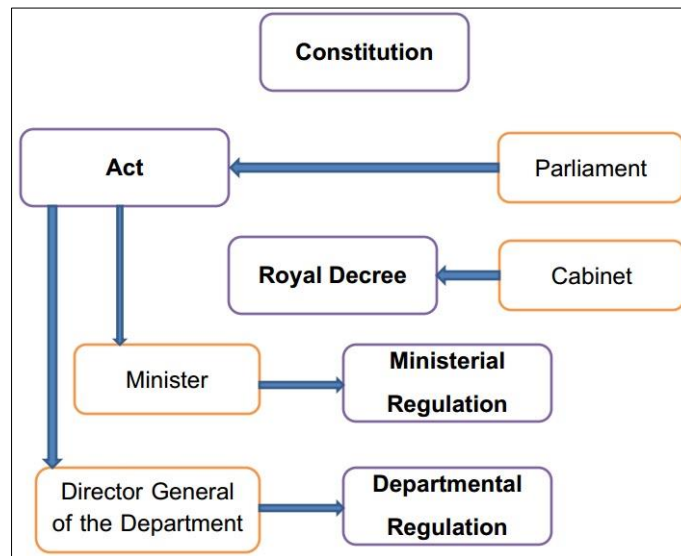 Constitution
Act
Parliament
Royal Decree
Cabinet
Minister
Ministerial
Regulation
Director General
of the Department
Departmental
Regulation